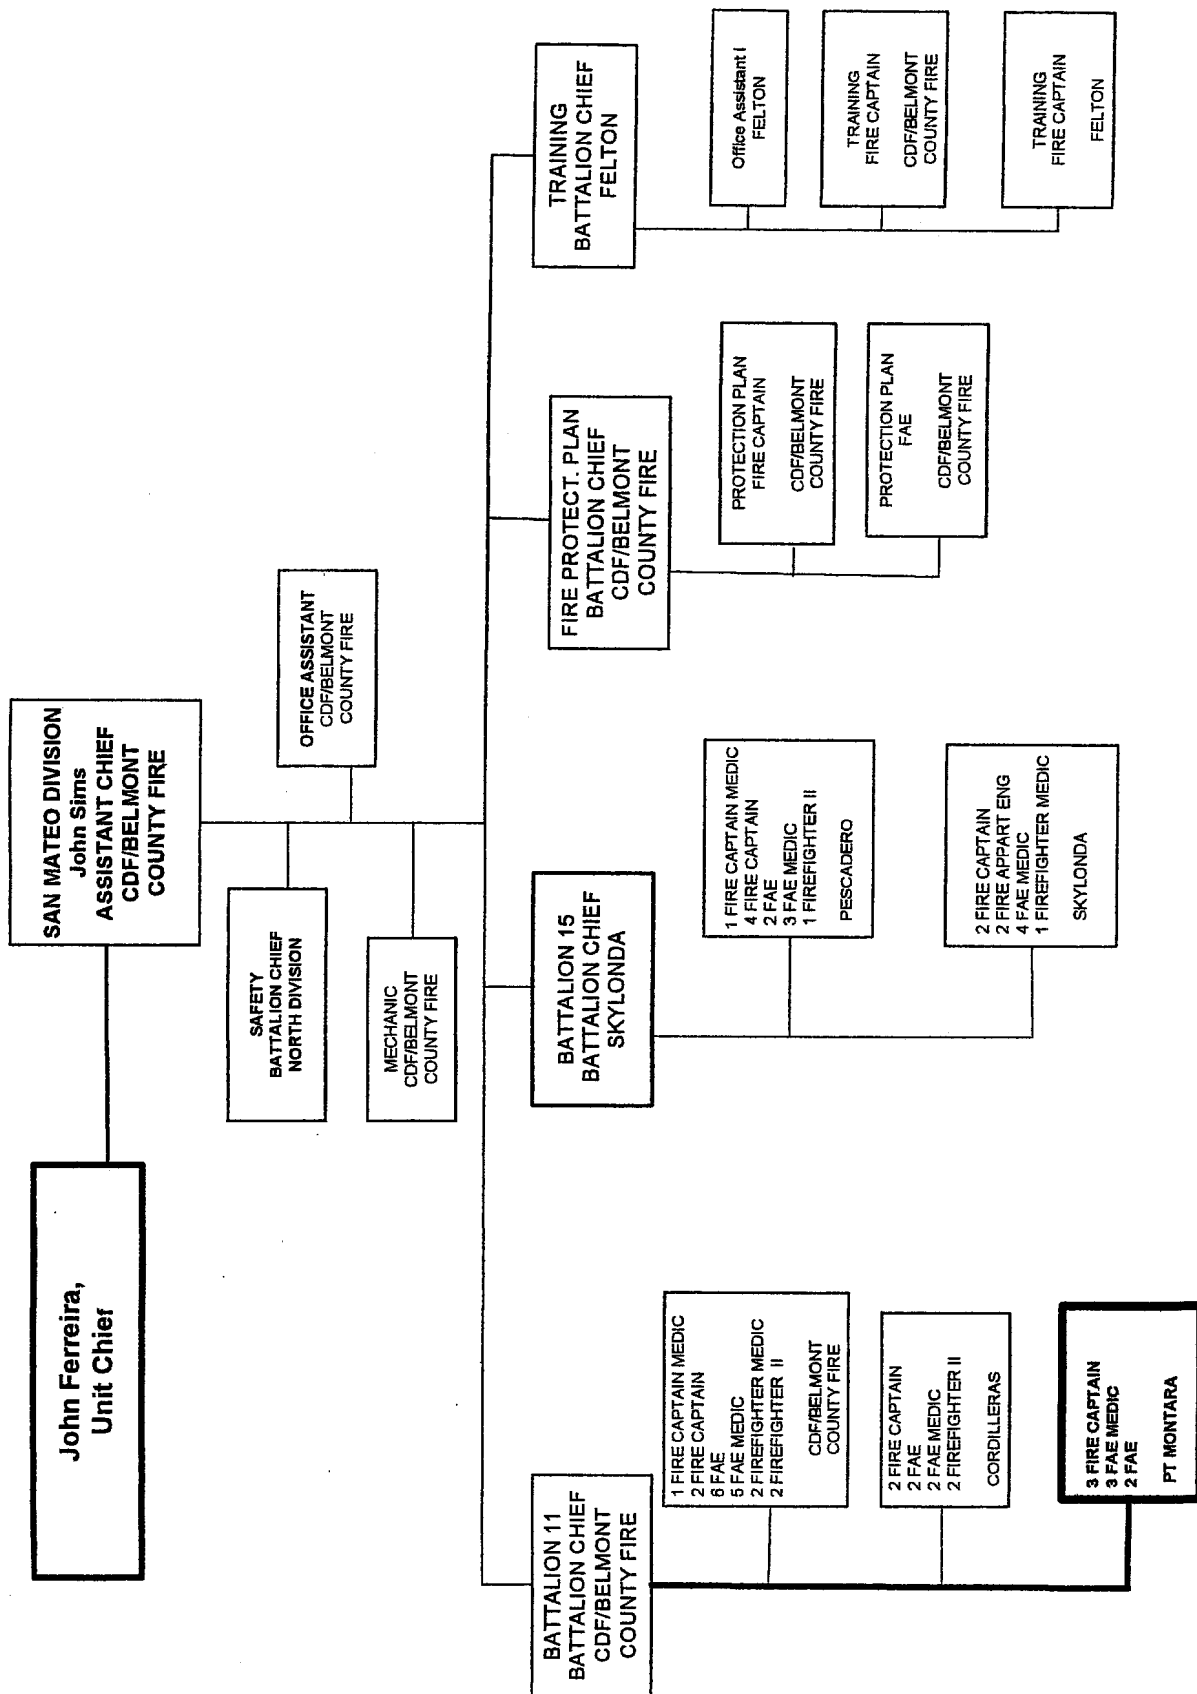 John Ferreira,
Unit Chief
SAN MATEO DIVISION
John Sims
ASSISTANT CHIEF
CDF/BELMONT
COUNTY FIRE
SAFETY
BATTALION CHIEF
NORTH DIVISION
OFFICE ASSISTANT
CDF/BELMONT
COUNTY FIRE
MECHANIC
CDF/BELMONT
COUNTY FIRE
BATTALION 11
BATTALION CHIEF
CDF/BELMONT
COUNTY FIRE
1 FIRE CAPTAIN MEDIC
2 FIRE CAPTAIN
6 FAE
5 FAE MEDIC
2 FIREFIGHTER MEDIC
2 FIREFIGHTER II
CDF/BELMONT
COUNTY FIRE
2 FIRE CAPTAIN
2 FAE
2 FAE MEDIC
2 FIREFIGHTER II
CORDILLERAS
3 FIRE CAPTAIN
3 FAE MEDIC
2 FAE
PT MONTARA
BATTALION 15
BATTALION CHIEF
SKYLONDA
1 FIRE CAPTAIN MEDIC
4 FIRE CAPTAIN
2 FAE
3 FAE MEDIC
1 FIREFIGHTER II
PESCADERO
2 FIRE CAPTAIN
2 FIRE APPART ENG
4 FAE MEDIC
1 FIREFIGHTER MEDIC
SKYLONDA
FIRE PROTECT. PLAN
BATTALION CHIEF
CDF/BELMONT
COUNTY FIRE
PROTECTION PLAN
FIRE CAPTAIN
CDF/BELMONT
COUNTY FIRE
PROTECTION PLAN
FAE
CDF/BELMONT
COUNTY FIRE
TRAINING
BATTALION CHIEF
FELTON
Office Assistant I
FELTON
TRAINING
FIRE CAPTAIN
CDF/BELMONT
COUNTY FIRE
TRAINING
FIRE CAPTAIN
FELTON